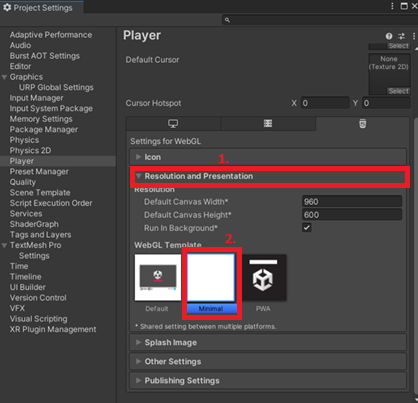 Project Settings
Adaptive Performance
Audio
Burst AOT Settings
Editor
Graphics
URP Global Settings
Input Manager
Input System Package
Memory Settings
Package Manager
Physics
Physics 2D
Player
Preset Manager
Quality
Scene Template
Script Execution Order
Services
ShaderGraph
Tags and Layers
TextMesh Pro
Settings
Time
Timeline
UI Builder
Version Control
VFX
Visual Scripting
XR Plugin Management
Player
Select
Default Cursor
None
(Texture 2D)
Select
Cursor Hotspot X 0 Y 0
Settings for WebGL
1.
Icon
Resolution and Presentation
Resolution
Default Canvas Width* 960
Default Canvas Height* 600
Run In Background*
WebGL Template
2.
Default Minimal PWA
* Shared setting between multiple platforms.
Splash Image
Other Settings
Publishing Settings